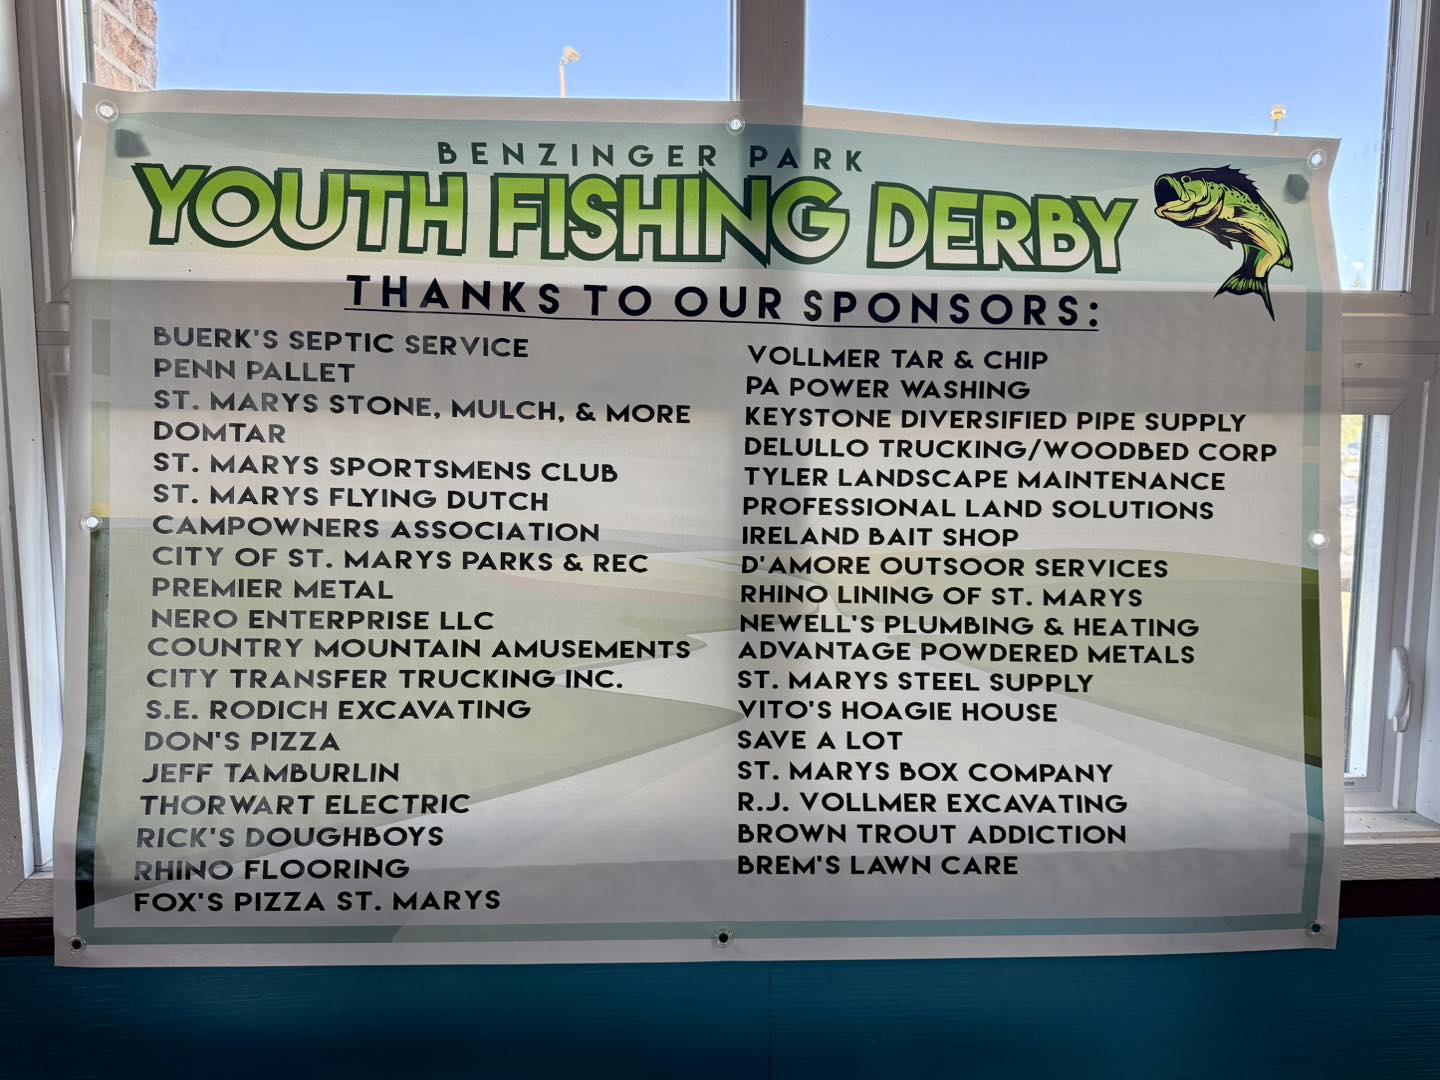 BENZINGER PARK
YOUTH FISHING DERBY
THANKS TO OUR SPONSORS:
BUERK'S SEPTIC SERVICE
PENN PALLET
ST. MARYS STONE, MULCH, & MORE
DOMTAR
ST. MARYS SPORTSMENS CLUB
ST. MARYS FLYING DUTCH
CAMPOWNERS ASSOCIATION
CITY OF ST. MARYS PARKS & REC
PREMIER METAL
NERO ENTERPRISE LLC
COUNTRY MOUNTAIN AMUSEMENTS
CITY TRANSFER TRUCKING INC.
S.E. RODICH EXCAVATING
DON'S PIZZA
JEFF TAMBURLIN
THORWART ELECTRIC
RICK'S DOUGHBOYS
RHINO FLOORING
FOX'S PIZZA ST. MARYS
VOLLMER TAR & CHIP
PA POWER WASHING
KEYSTONE DIVERSIFIED PIPE SUPPLY
DELULLO TRUCKING/WOODBED CORP
TYLER LANDSCAPE MAINTENANCE
PROFESSIONAL LAND SOLUTIONS
IRELAND BAIT SHOP
D'AMORE OUTSOOR SERVICES
RHINO LINING OF ST. MARYS
NEWELL'S PLUMBING & HEATING
ADVANTAGE POWDERED METALS
ST. MARYS STEEL SUPPLY
VITO'S HOAGIE HOUSE
SAVE A LOT
ST. MARYS BOX COMPANY
R.J. VOLLMER EXCAVATING
BROWN TROUT ADDICTION
BREM'S LAWN CARE